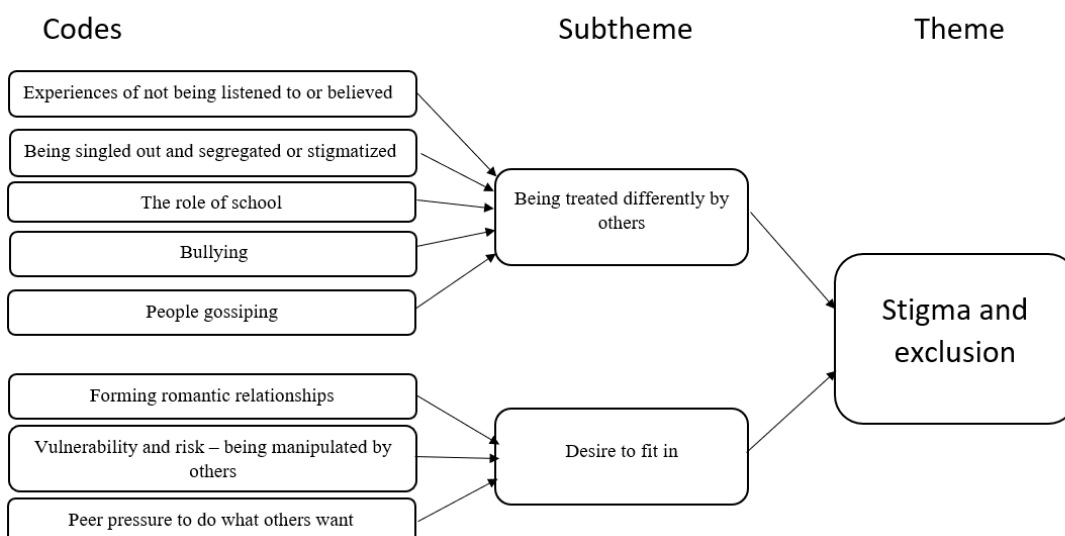 Codes
Subtheme
Theme
Experiences of not being listened to or believed
Being singled out and segregated or stigmatized
The role of school
Bullying
People gossiping
Being treated differently by
others
Forming romantic relationships
Vulnerability and risk – being manipulated by
others
Peer pressure to do what others want
Desire to fit in
Stigma and
exclusion